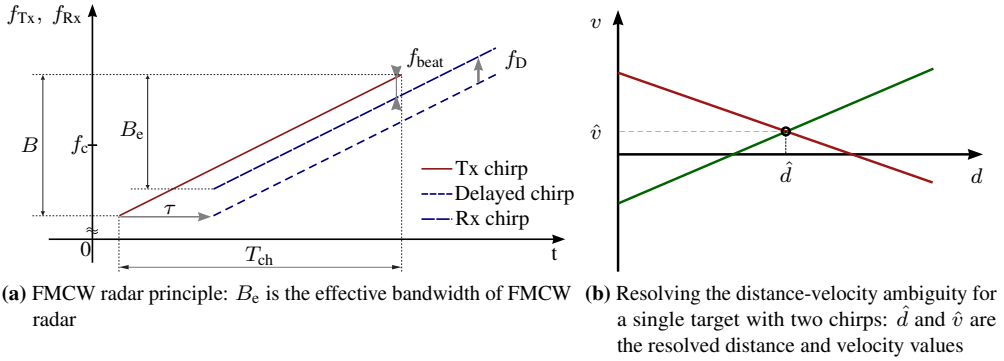 f_Tx, f_Rx
v
f_beat
f_D
B_e
B
f_c
v̂
d̂
d
Tx chirp
Delayed chirp
Rx chirp
τ
≈
0
t
T_ch
(a) FMCW radar principle: B_e is the effective bandwidth of FMCW
radar
(b) Resolving the distance-velocity ambiguity for
a single target with two chirps: d̂ and v̂ are
the resolved distance and velocity values